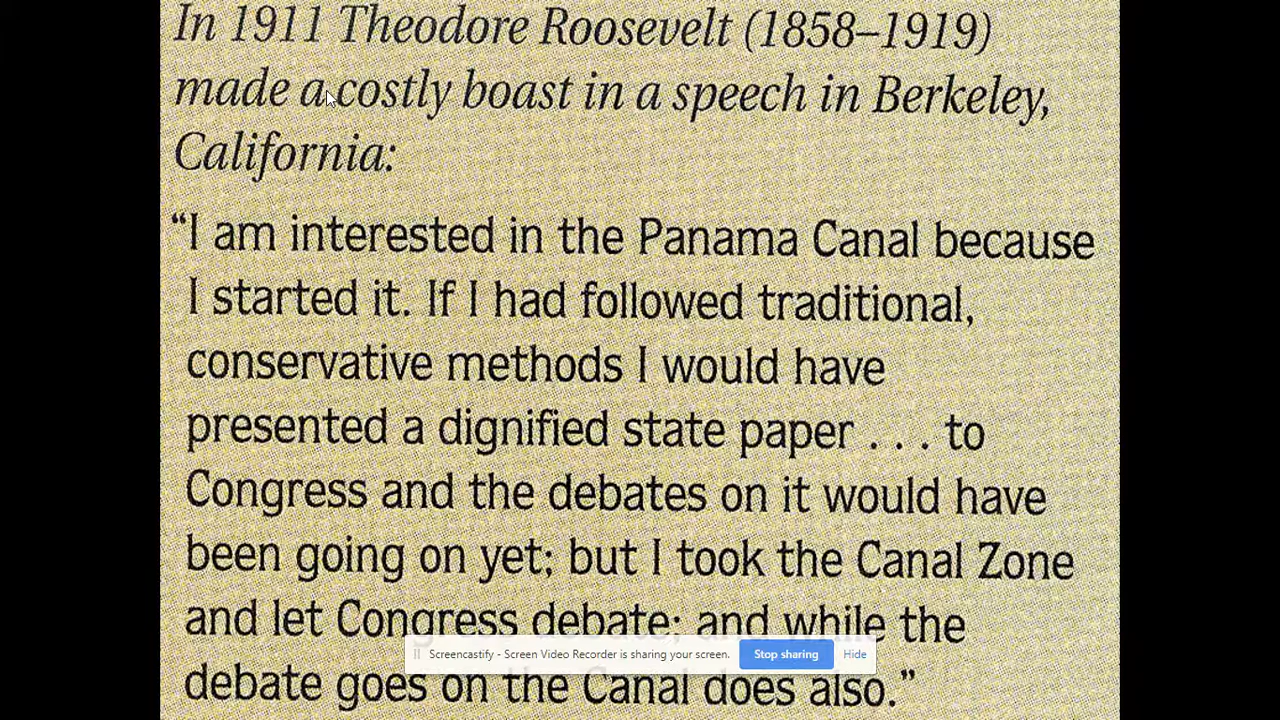 In 1911 Theodore Roosevelt (1858–1919)
made a costly boast in a speech in Berkeley,
California:
“I am interested in the Panama Canal because
I started it. If I had followed traditional,
conservative methods I would have
presented a dignified state paper . . . to
Congress and the debates on it would have
been going on yet; but I took the Canal Zone
and let Congress debate; and while the
debate goes on the Canal does also.”
Screencastify - Screen Video Recorder is sharing your screen.
Stop sharing
Hide